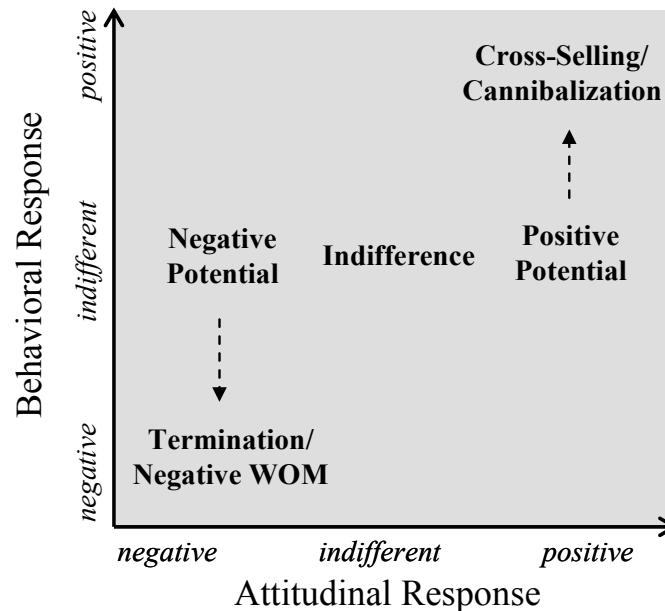 Cross-Selling/
Cannibalization
Negative
Potential
Indifference
Positive
Potential
Termination/
Negative WOM
Behavioral Response
positive
indifferent
negative
negative
indifferent
positive
Attitudinal Response